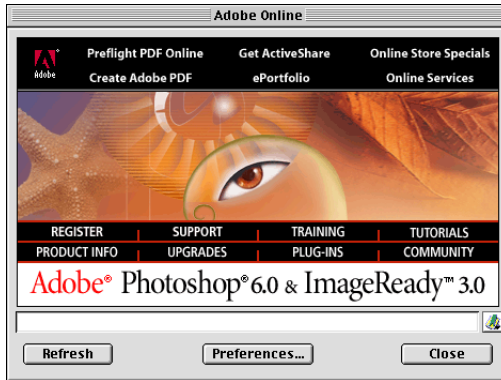 Adobe Online
Preflight PDF Online Get ActiveShare Online Store Specials
Adobe Create Adobe PDF ePortfolio Online Services
REGISTER SUPPORT TRAINING TUTORIALS
PRODUCT INFO UPGRADES PLUG-INS COMMUNITY
Adobe® Photoshop® 6.0 & ImageReady™ 3.0
Refresh Preferences... Close